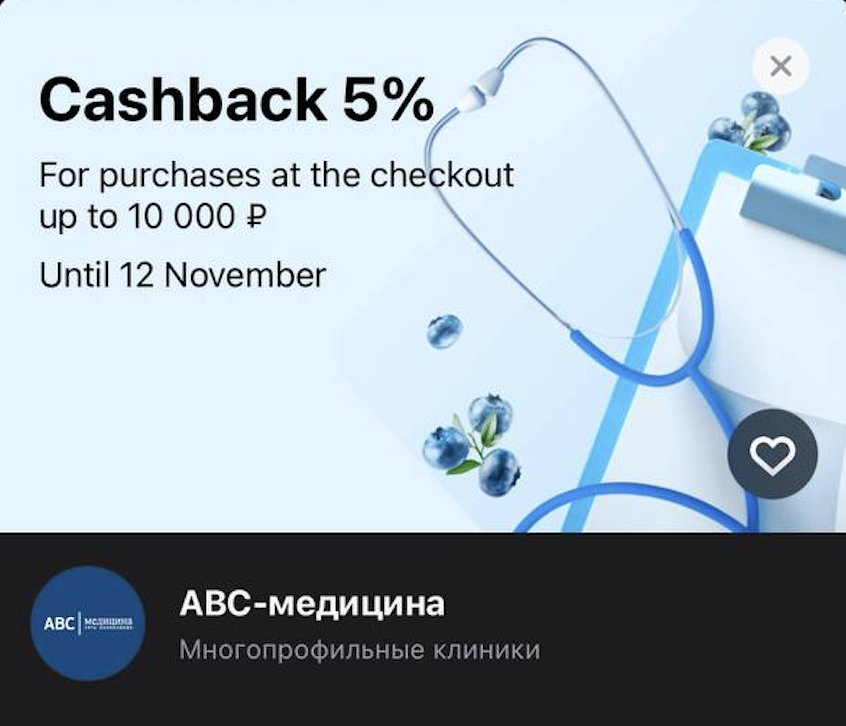 Cashback 5%
For purchases at the checkout
up to 10 000 ₽
Until 12 November
АВС-медицина
Многопрофильные клиники
ABC медицина